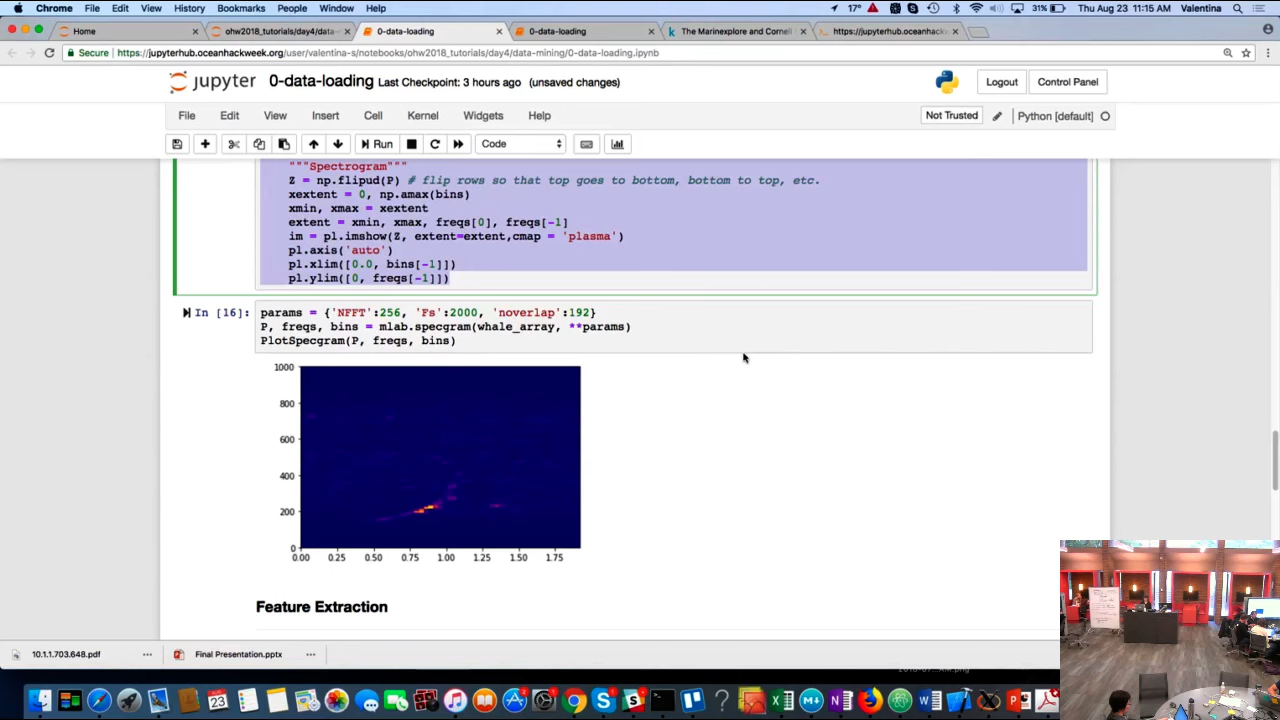 Chrome File Edit View History Bookmarks People Window Help 17° 31% Thu Aug 23 11:15 AM Valentina
Home ohw2018_tutorials/day4/data- 0-data-loading 0-data-loading The Marinexplore and Cornell https://jupyterhub.oceanhackwe
Secure https://jupyterhub.oceanhackweek.org/user/valentina-s/notebooks/ohw2018_tutorials/day4/data-mining/0-data-loading.ipynb
jupyter 0-data-loading Last Checkpoint: 3 hours ago (unsaved changes) Logout Control Panel
File Edit View Insert Cell Kernel Widgets Help Not Trusted Python [default]
Run Code
"""Spectrogram"""
Z = np.flipud(P) # flip rows so that top goes to bottom, bottom to top, etc.
xextent = 0, np.amax(bins)
xmin, xmax = xextent
extent = xmin, xmax, freqs[0], freqs[-1]
im = pl.imshow(Z, extent=extent,cmap = 'plasma')
pl.axis('auto')
pl.xlim([0.0, bins[-1]])
pl.ylim([0, freqs[-1]])
In [16]: params = {'NFFT':256, 'Fs':2000, 'noverlap':192}
P, freqs, bins = mlab.specgram(whale_array, **params)
PlotSpecgram(P, freqs, bins)
1000
800
600
400
200
0
0.00 0.25 0.50 0.75 1.00 1.25 1.50 1.75
Feature Extraction
10.1.1.703.648.pdf Final Presentation.pptx